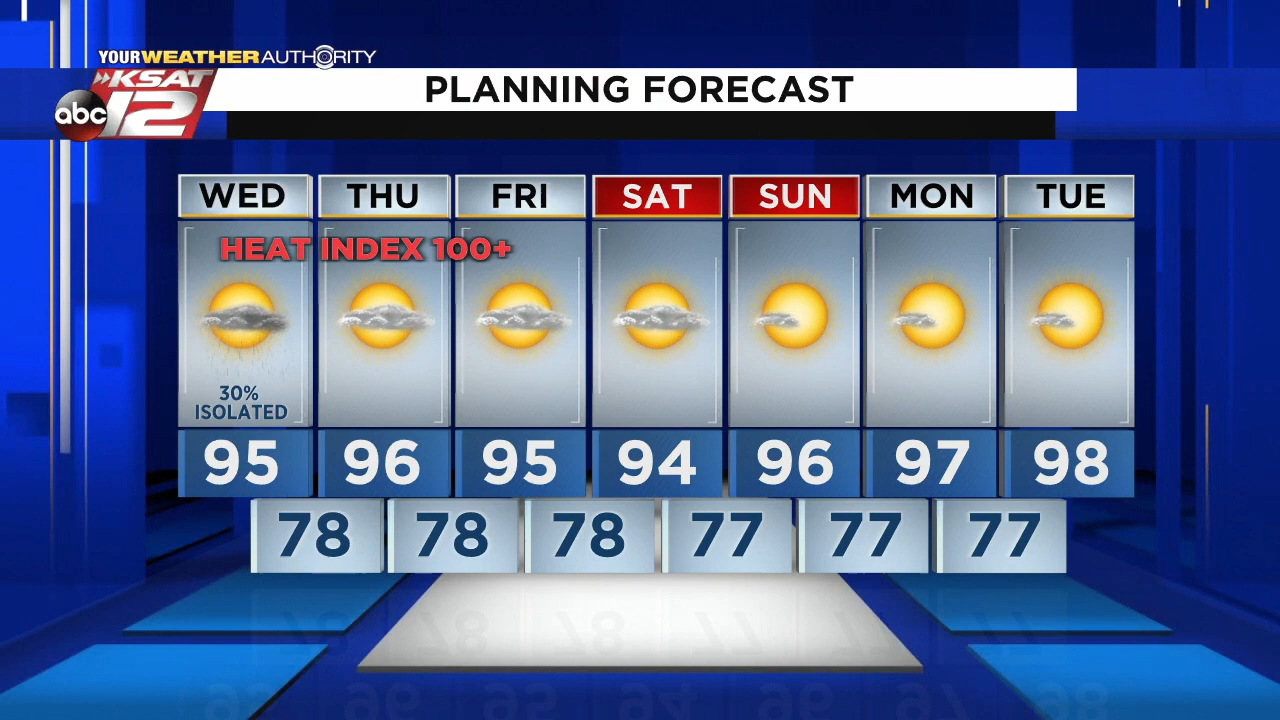 YOURWEATHERAUTHORITY
KSAT
abc 12
PLANNING FORECAST
WED THU FRI SAT SUN MON TUE
HEAT INDEX 100+
30%
ISOLATED
95 96 95 94 96 97 98
78 78 78 77 77 77